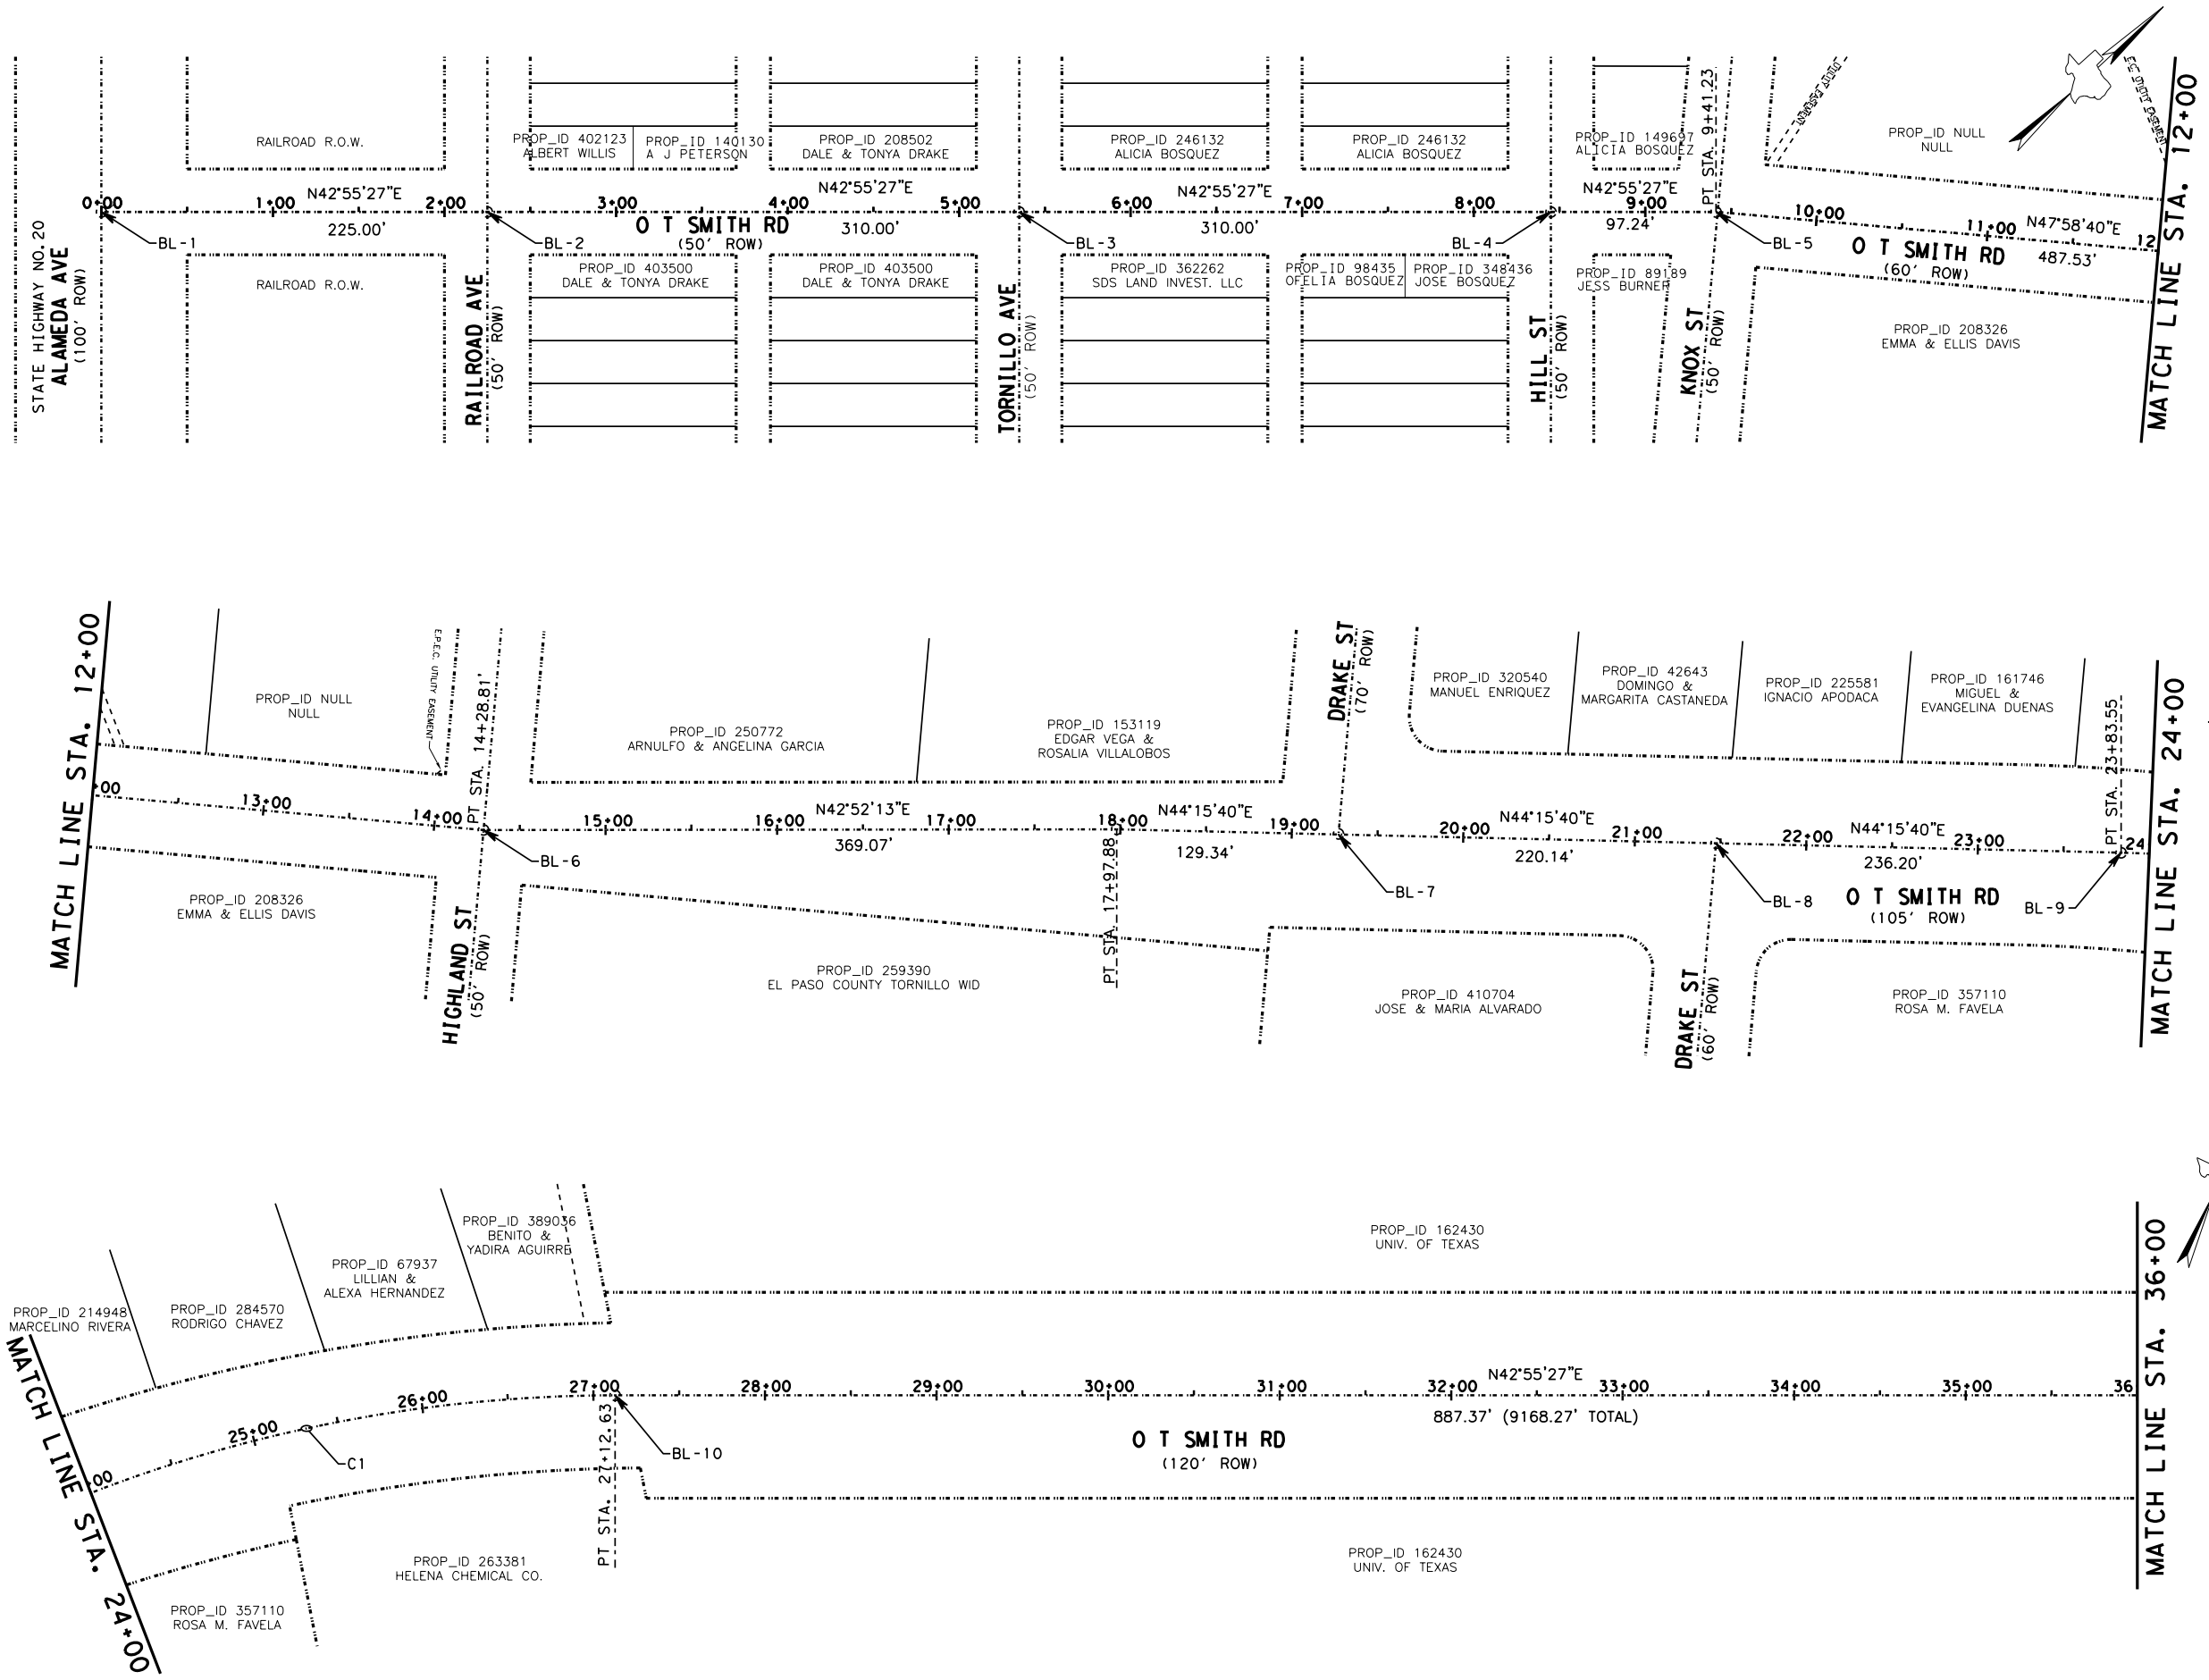 RAILROAD R.O.W.
PROP_ID 402123
ALBERT WILLIS
PROP_ID 140130
A J PETERSON
PROP_ID 208502
DALE & TONYA DRAKE
PROP_ID 246132
ALICIA BOSQUEZ
PROP_ID 246132
ALICIA BOSQUEZ
PROP_ID 149697
ALICIA BOSQUEZ
PT STA. 9+41.23
UTILITY EASEMENT
PROP_ID NULL
NULL
UTILITY EASEMENT
MATCH LINE STA. 12+00
N42°55'27"E
N42°55'27"E
N42°55'27"E
N42°55'27"E
N47°58'40"E
0+00
1+00
2+00
3+00
4+00
5+00
6+00
7+00
8+00
9+00
10+00
11+00
12
225.00'
310.00'
310.00'
97.24'
487.53'
O T SMITH RD
(50' ROW)
O T SMITH RD
(60' ROW)
BL-1
BL-2
BL-3
BL-4
BL-5
STATE HIGHWAY NO.20
ALAMEDA AVE
(100' ROW)
RAILROAD R.O.W.
RAILROAD AVE
(50' ROW)
PROP_ID 403500
DALE & TONYA DRAKE
PROP_ID 403500
DALE & TONYA DRAKE
TORNILLO AVE
(50' ROW)
PROP_ID 362262
SDS LAND INVEST. LLC
PROP_ID 98435
OFELIA BOSQUEZ
PROP_ID 348436
JOSE BOSQUEZ
HILL ST
(50' ROW)
PROP_ID 89189
JESS BURNER
KNOX ST
(50' ROW)
PROP_ID 208326
EMMA & ELLIS DAVIS
MATCH LINE STA. 12+00
PROP_ID NULL
NULL
E.P.E.C. UTILITY EASEMENT
PT STA. 14+28.81'
PROP_ID 250772
ARNULFO & ANGELINA GARCIA
PROP_ID 153119
EDGAR VEGA &
ROSALIA VILLALOBOS
DRAKE ST
(70' ROW)
PROP_ID 320540
MANUEL ENRIQUEZ
PROP_ID 42643
DOMINGO &
MARGARITA CASTANEDA
PROP_ID 225581
IGNACIO APODACA
PROP_ID 161746
MIGUEL &
EVANGELINA DUENAS
PT STA. 23+83.55
MATCH LINE STA. 24+00
+00
13+00
14+00
15+00
16+00
17+00
18+00
19+00
20+00
21+00
22+00
23+00
24
N42°52'13"E
N44°15'40"E
N44°15'40"E
N44°15'40"E
369.07'
129.34'
220.14'
236.20'
BL-6
BL-7
BL-8
O T SMITH RD
(105' ROW)
BL-9
PT STA. 17+97.88
PROP_ID 208326
EMMA & ELLIS DAVIS
HIGHLAND ST
(50' ROW)
PROP_ID 259390
EL PASO COUNTY TORNILLO WID
PROP_ID 410704
JOSE & MARIA ALVARADO
DRAKE ST
(60' ROW)
PROP_ID 357110
ROSA M. FAVELA
PROP_ID 214948
MARCELINO RIVERA
PROP_ID 284570
RODRIGO CHAVEZ
PROP_ID 67937
LILLIAN &
ALEXA HERNANDEZ
PROP_ID 389036
BENITO &
YADIRA AGUIRRE
PROP_ID 162430
UNIV. OF TEXAS
MATCH LINE STA. 36+00
MATCH LINE STA. 24+00
+00
25+00
26+00
27+00
28+00
29+00
30+00
31+00
32+00
33+00
34+00
35+00
36
N42°55'27"E
887.37' (9168.27' TOTAL)
C1
BL-10
O T SMITH RD
(120' ROW)
PT STA. 27+12.63
PROP_ID 263381
HELENA CHEMICAL CO.
PROP_ID 162430
UNIV. OF TEXAS
PROP_ID 357110
ROSA M. FAVELA